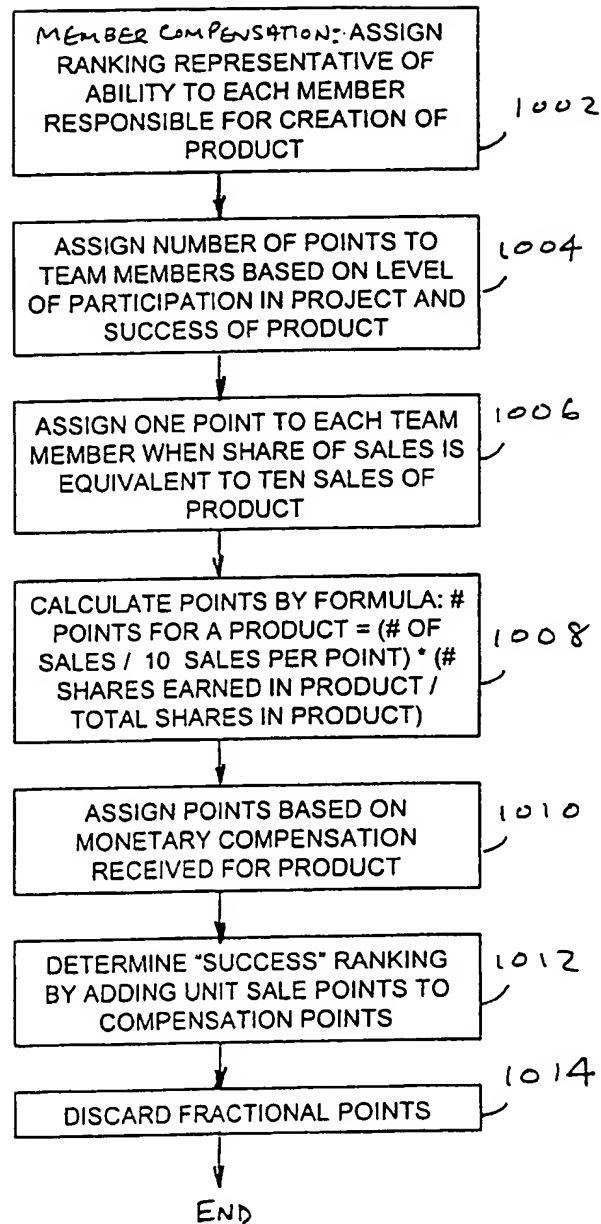 MEMBER COMPENSATION: ASSIGN
RANKING REPRESENTATIVE OF
ABILITY TO EACH MEMBER
RESPONSIBLE FOR CREATION OF
PRODUCT
1002
ASSIGN NUMBER OF POINTS TO
TEAM MEMBERS BASED ON LEVEL
OF PARTICIPATION IN PROJECT AND
SUCCESS OF PRODUCT
1004
ASSIGN ONE POINT TO EACH TEAM
MEMBER WHEN SHARE OF SALES IS
EQUIVALENT TO TEN SALES OF
PRODUCT
1006
CALCULATE POINTS BY FORMULA: #
POINTS FOR A PRODUCT = (# OF
SALES / 10 SALES PER POINT) * (#
SHARES EARNED IN PRODUCT /
TOTAL SHARES IN PRODUCT)
1008
ASSIGN POINTS BASED ON
MONETARY COMPENSATION
RECEIVED FOR PRODUCT
1010
DETERMINE "SUCCESS" RANKING
BY ADDING UNIT SALE POINTS TO
COMPENSATION POINTS
1012
DISCARD FRACTIONAL POINTS
1014
END